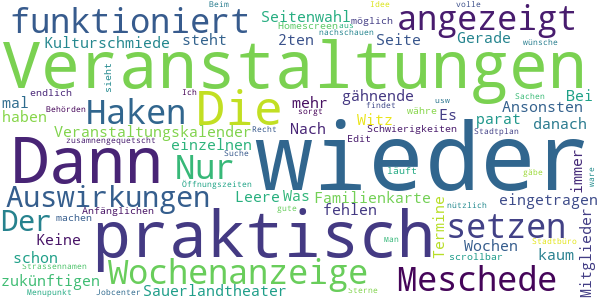 Beim Idee volle
funktioniert steht Seitenwahl Homescreen aus möglich angezeigt
Kulturschmiede 2ten Seite nachschauen Gerade wünsche
Veranstaltungen
endlich sieht Ich gähnende Sachen Bei
mal Behörden Haken Die mehr findet usw parat Ansonsten
haben sorgt Witz Es währe danach
Veranstaltungskalender Recht Nach Schwierigkeiten Stadtplan
zusammengequetscht einzelnen Edit gabe
Dann Nur Suche läuft wieder immer
Öffnungszeiten Leere Was Familienkarte nützlich wäre
Auswirkungen fehlen eingetragen
Der machen Anfänglichen gute praktisch Termine setzen Mitglieder
Keine Man Wochen kaum Stadtbüro
schon scrollbar
zukünftigen Wochenanzeige Meschede
Strassennamen
Menupunkt Jobcenter Sauerlandtheater Sterne